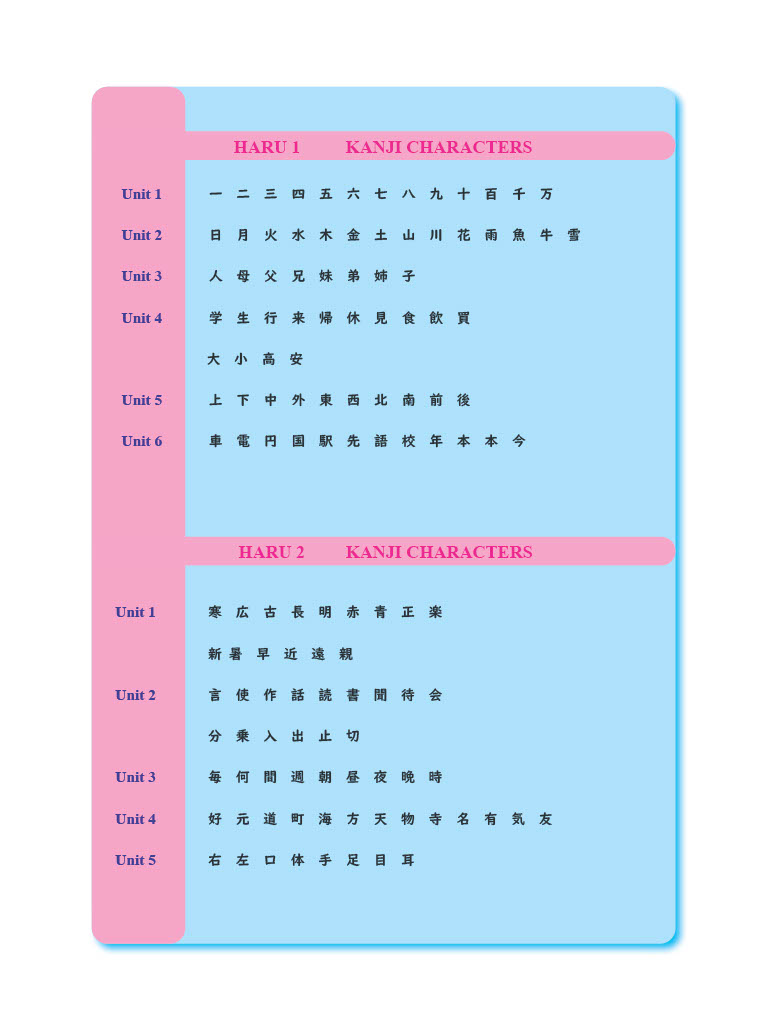 HARU 1 KANJI CHARACTERS
Unit 1 一 二 三 四 五 六 七 八 九 十 百 千 万
Unit 2 日 月 火 水 木 金 土 山 川 花 雨 魚 牛 雪
Unit 3 人 母 父 兄 妹 弟 姉 子
Unit 4 学 生 行 来 帰 休 見 食 飲 買
大 小 高 安
Unit 5 上 下 中 外 東 西 北 南 前 後
Unit 6 車 電 円 国 駅 先 語 校 年 本 本 今
HARU 2 KANJI CHARACTERS
Unit 1 寒 広 古 長 明 赤 青 正 楽
新 暑 早 近 遠 親
Unit 2 言 使 作 話 読 書 聞 待 会
分 乗 入 出 止 切
Unit 3 毎 何 間 週 朝 昼 夜 晩 時
Unit 4 好 元 道 町 海 方 天 物 寺 名 有 気 友
Unit 5 右 左 口 体 手 足 目 耳